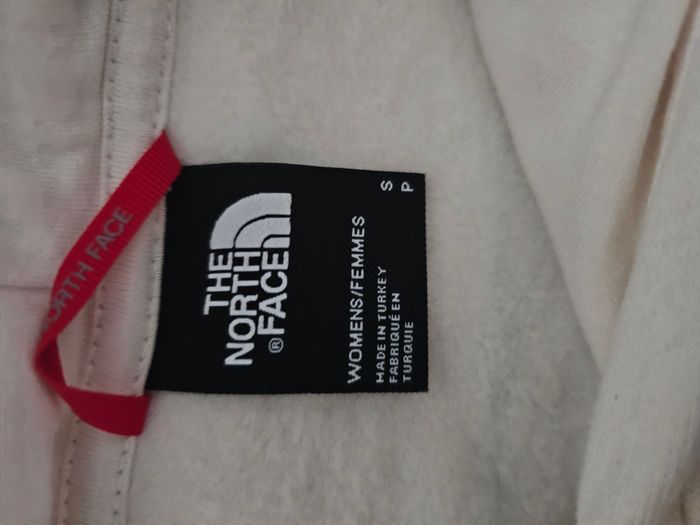 ORTH FACE
THE
NORTH
FACE
®
WOMENS/FEMMES
S
MADE IN TURKEY
FABRIQUÉ EN
TURQUIE
P